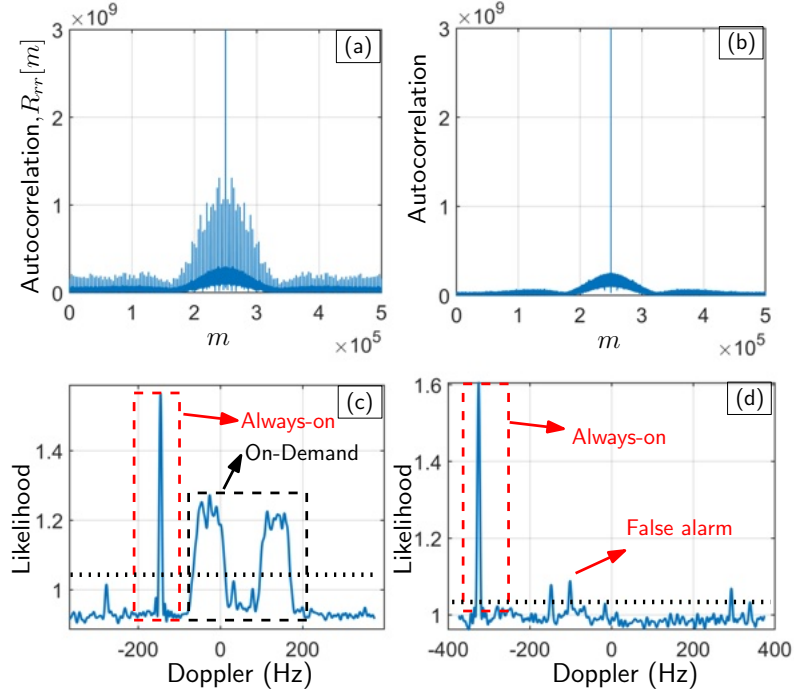 ×10⁹
(a)
3
2
1
0
Autocorrelation, R_rr[m]
0 1 2 3 4 5
m
×10⁵
×10⁹
(b)
3
2
1
0
Autocorrelation
0 1 2 3 4 5
m
×10⁵
(c)
Always-on
On-Demand
1.4
1.2
1
Likelihood
-200 0 200
Doppler (Hz)
(d)
Always-on
False alarm
1.6
1.4
1.2
1
Likelihood
-400 -200 0 200 400
Doppler (Hz)